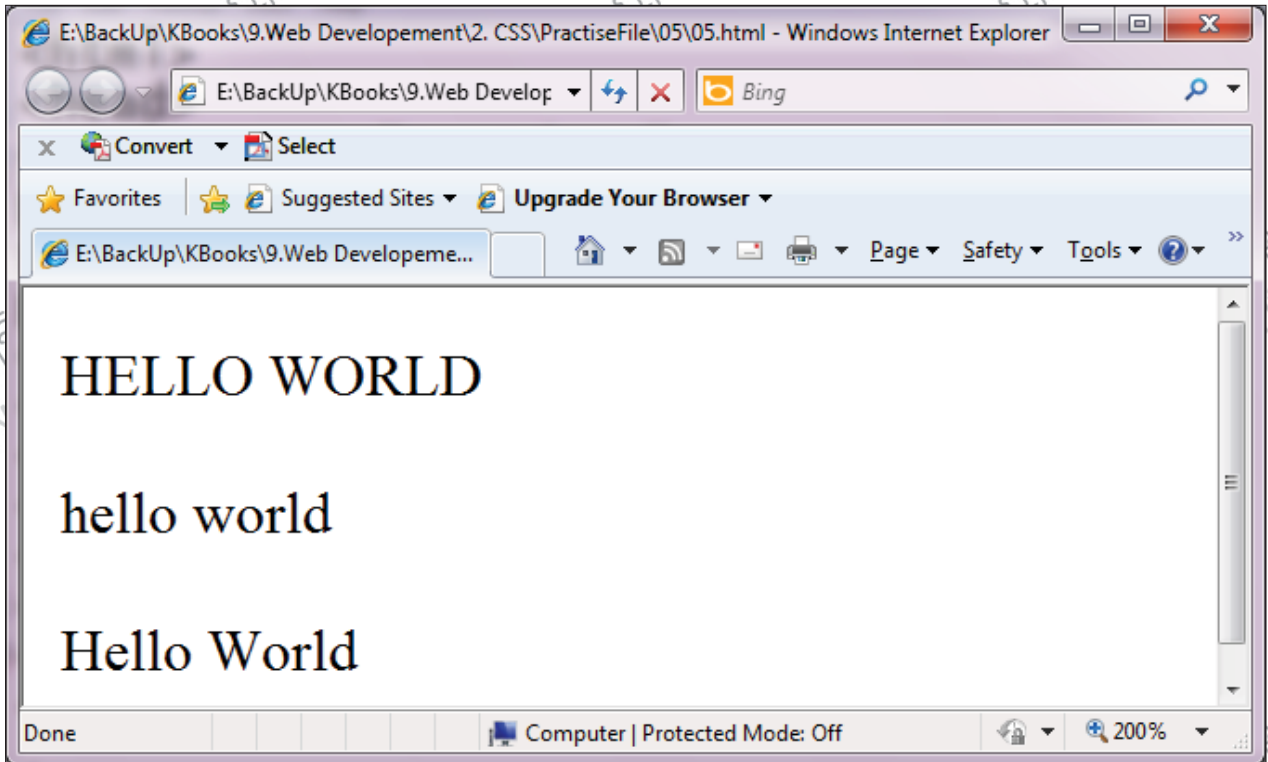 E:\BackUp\KBooks\9.Web Developement\2. CSS\PractiseFile\05\05.html - Windows Internet Explorer
E:\BackUp\KBooks\9.Web Develop Bing
x Convert Select
Favorites Suggested Sites Upgrade Your Browser
E:\BackUp\KBooks\9.Web Developeme... Page Safety Tools
HELLO WORLD
hello world
Hello World
Done Computer | Protected Mode: Off 200%